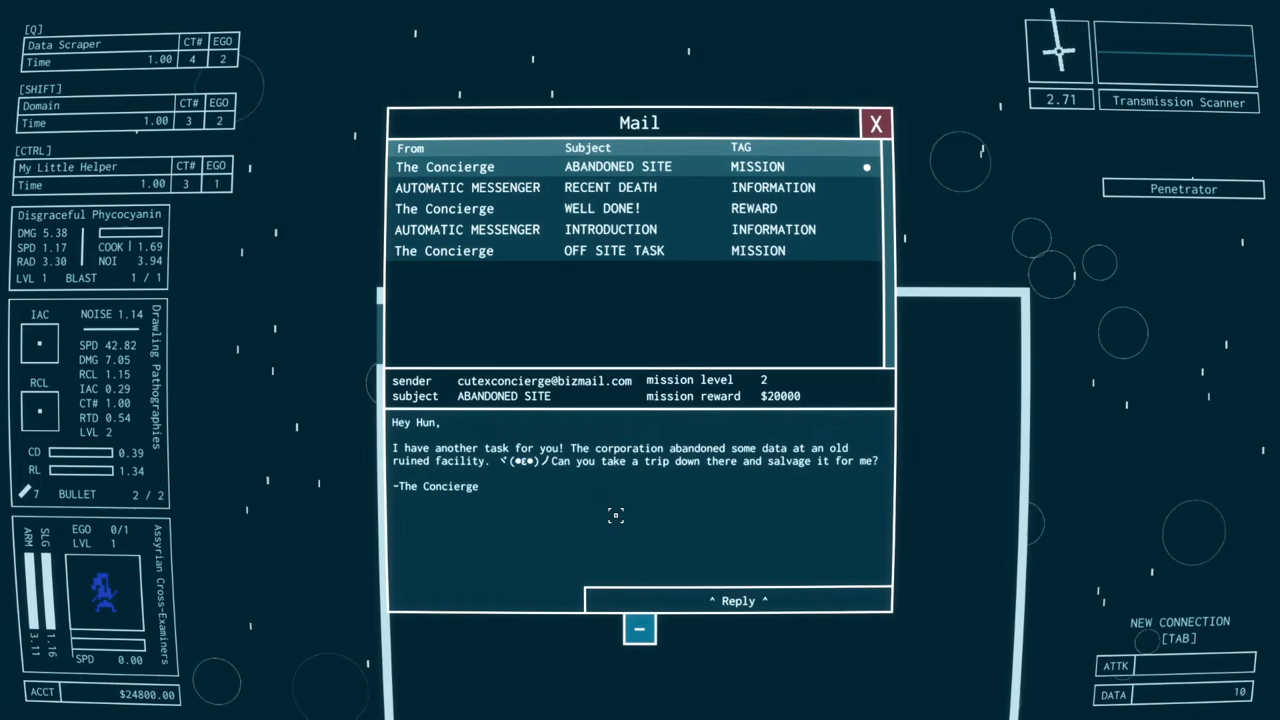 [Q]
Data Scraper CT# EGO
Time 1.00 4 2
[SHIFT]
Domain CT# EGO
Time 1.00 3 2
[CTRL]
My Little Helper CT# EGO
Time 1.00 3 1
Disgraceful Phycocyanin
DMG 5.38
SPD 1.17 COOK 1.69
RAD 3.30 NOI 3.94
LVL 1 BLAST 1 / 1
IAC NOISE 1.14
SPD 42.82
DMG 7.05
RCL RCL 1.15
IAC 0.29
CT# 1.00
RTD 0.54
LVL 2
Drawling Pathographies
CD 0.39
RL 1.34
7 BULLET 2 / 2
ARM SLG EGO 0/1
LVL 1
Assyrian Cross-Examiners
3.11 1.16 SPD 0.00
ACCT $24800.00
Mail X
From Subject TAG
The Concierge ABANDONED SITE MISSION
AUTOMATIC MESSENGER RECENT DEATH INFORMATION
The Concierge WELL DONE! REWARD
AUTOMATIC MESSENGER INTRODUCTION INFORMATION
The Concierge OFF SITE TASK MISSION
sender cutexconcierge@bizmail.com mission level 2
subject ABANDONED SITE mission reward $20000
Hey Hun,
I have another task for you! The corporation abandoned some data at an old
ruined facility. ヾ(●ε●)ノCan you take a trip down there and salvage it for me?
-The Concierge
^ Reply ^
−
2.71 Transmission Scanner
Penetrator
NEW CONNECTION
[TAB]
ATTK
DATA 10